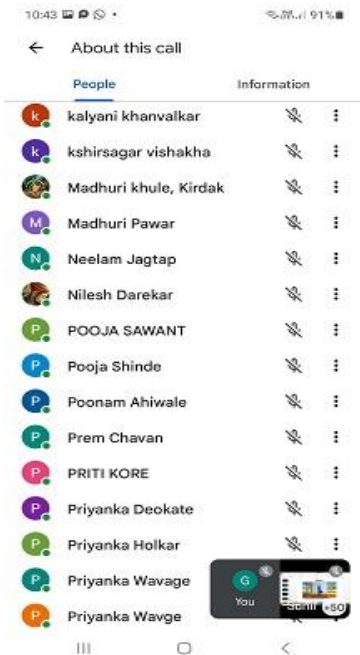 10:43
91%
About this call
People
Information
k kalyani khanvalkar
k kshirsagar vishakha
Madhuri khule, Kirdak
M Madhuri Pawar
N Neelam Jagtap
Nilesh Darekar
P POOJA SAWANT
P Pooja Shinde
P Poonam Ahiwale
P Prem Chavan
P PRITI KORE
P Priyanka Deokate
P Priyanka Holkar
P Priyanka Wavage
P Priyanka Wavge
G
You
+50